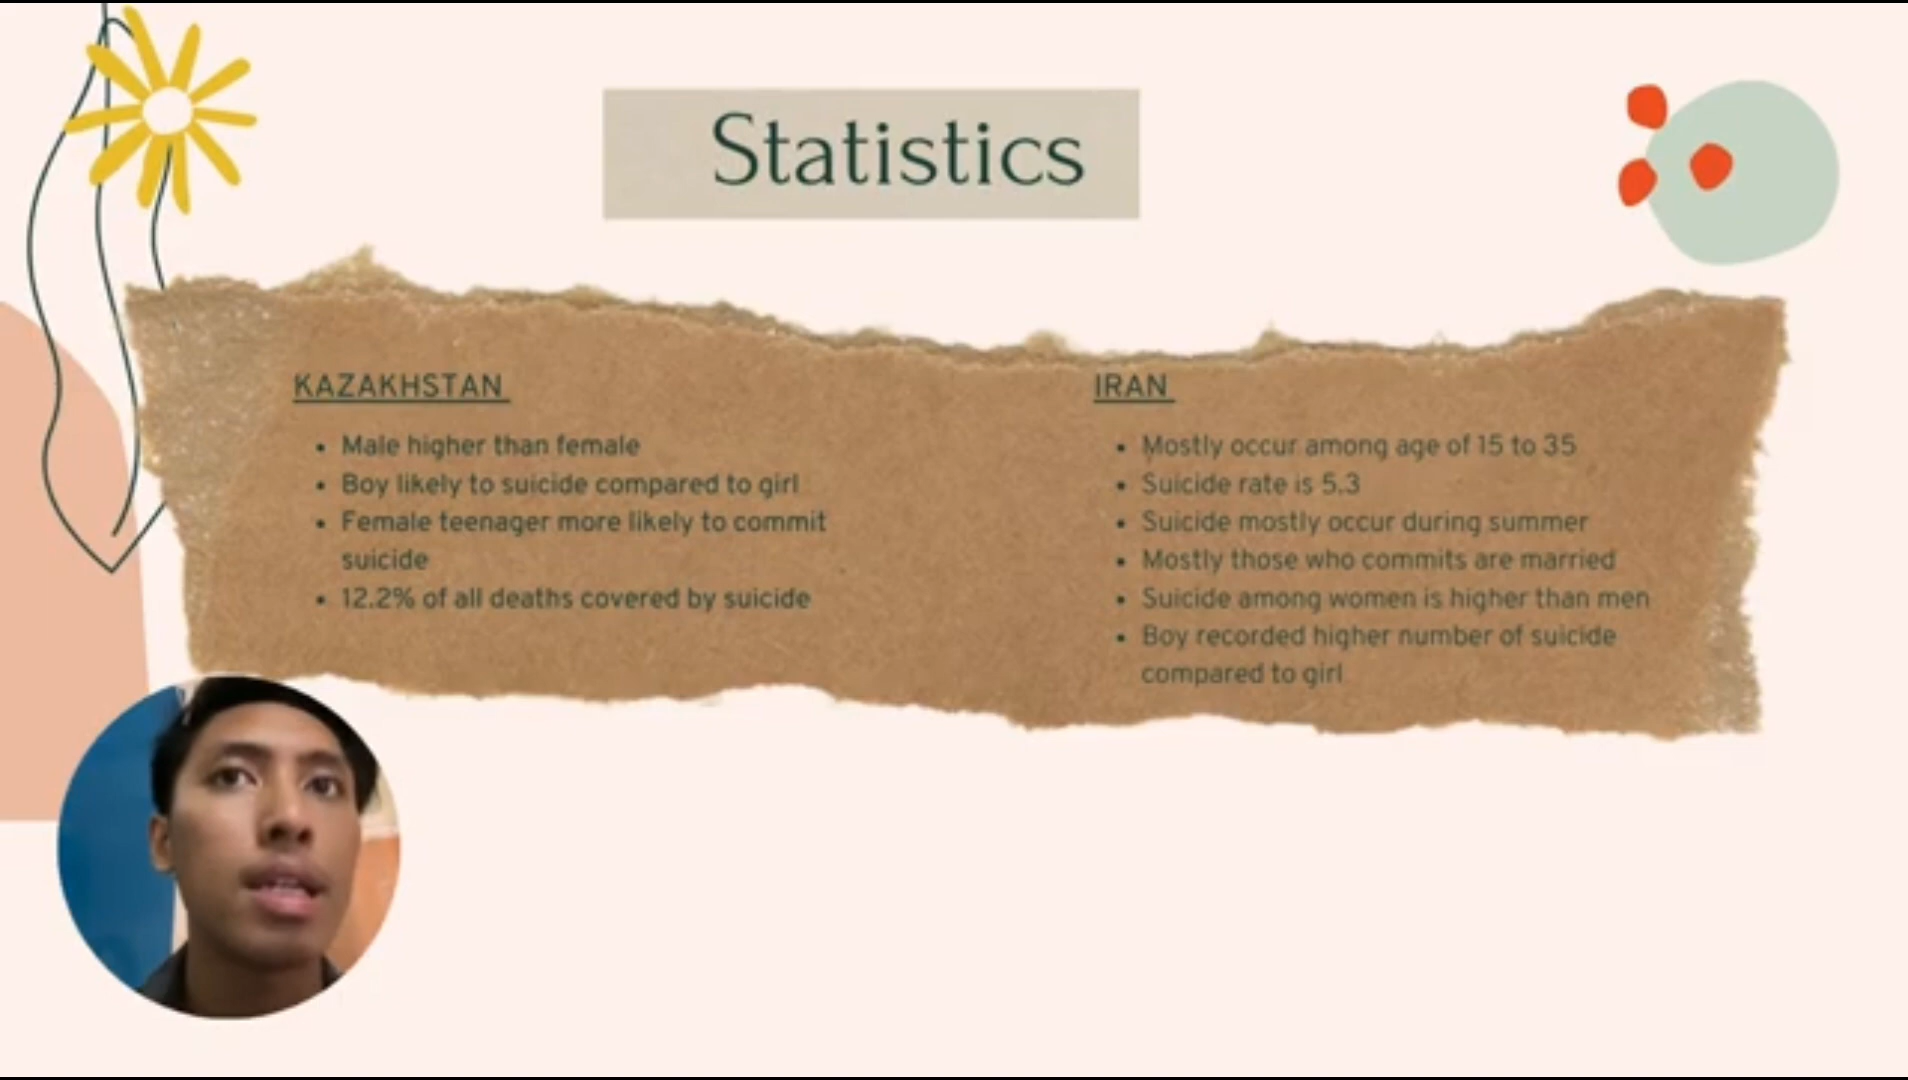 Statistics
KAZAKHSTAN
• Male higher than female
• Boy likely to suicide compared to girl
• Female teenager more likely to commit
suicide
• 12.2% of all deaths covered by suicide
IRAN
• Mostly occur among age of 15 to 35
• Suicide rate is 5.3
• Suicide mostly occur during summer
• Mostly those who commits are married
• Suicide among women is higher than men
• Boy recorded higher number of suicide
compared to girl